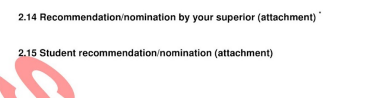 2.14 Recommendation/nomination by your superior (attachment) *
2.15 Student recommendation/nomination (attachment)